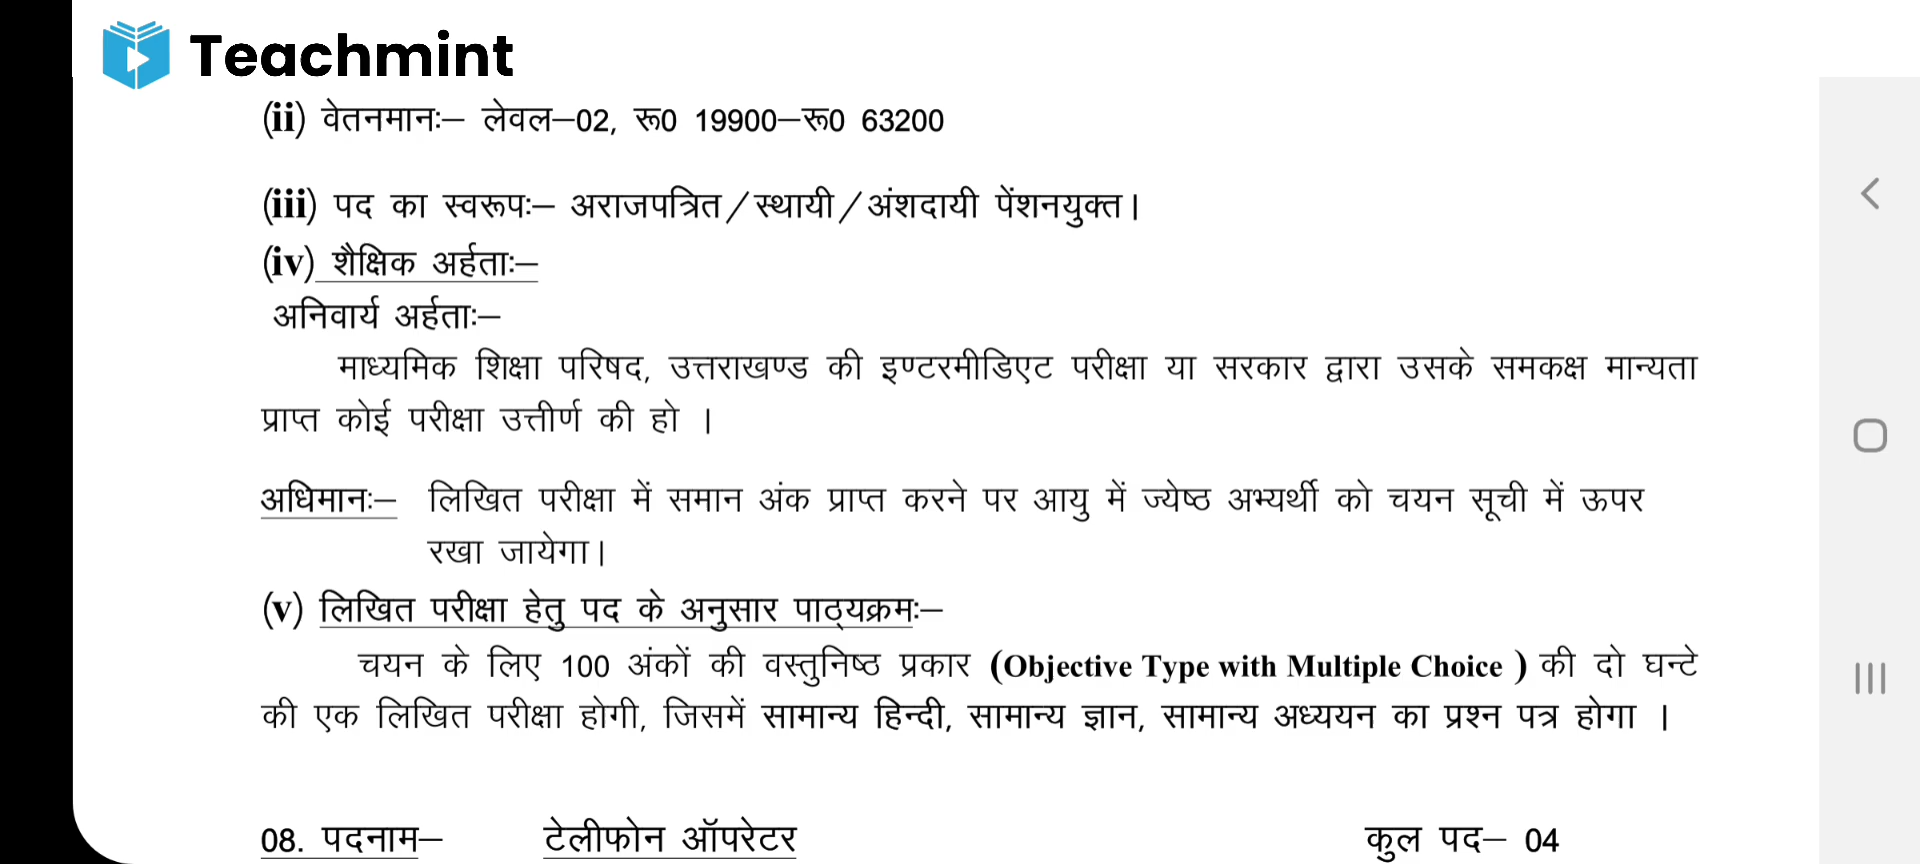 Teachmint
(ii) वेतनमानः– लेवल–02, रू0 19900–रू0 63200
(iii) पद का स्वरूपः– अराजपत्रित/स्थायी/अंशदायी पेंशनयुक्त।
(iv) शैक्षिक अर्हताः–
अनिवार्य अर्हताः–
माध्यमिक शिक्षा परिषद, उत्तराखण्ड की इण्टरमीडिएट परीक्षा या सरकार द्वारा उसके समकक्ष मान्यता
प्राप्त कोई परीक्षा उत्तीर्ण की हो ।
अधिमानः– लिखित परीक्षा में समान अंक प्राप्त करने पर आयु में ज्येष्ठ अभ्यर्थी को चयन सूची में ऊपर
रखा जायेगा।
(v) लिखित परीक्षा हेतु पद के अनुसार पाठ्यक्रमः–
चयन के लिए 100 अंकों की वस्तुनिष्ठ प्रकार (Objective Type with Multiple Choice ) की दो घन्टे
की एक लिखित परीक्षा होगी, जिसमें सामान्य हिन्दी, सामान्य ज्ञान, सामान्य अध्ययन का प्रश्न पत्र होगा ।
08. पदनाम– टेलीफोन ऑपरेटर कुल पद– 04